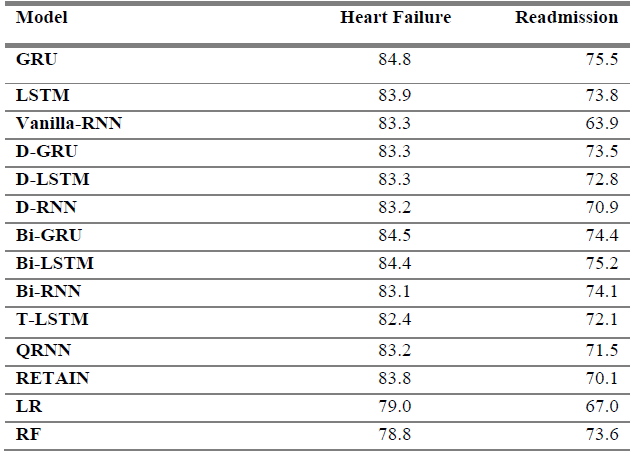 Model Heart Failure Readmission
GRU 84.8 75.5
LSTM 83.9 73.8
Vanilla-RNN 83.3 63.9
D-GRU 83.3 73.5
D-LSTM 83.3 72.8
D-RNN 83.2 70.9
Bi-GRU 84.5 74.4
Bi-LSTM 84.4 75.2
Bi-RNN 83.1 74.1
T-LSTM 82.4 72.1
QRNN 83.2 71.5
RETAIN 83.8 70.1
LR 79.0 67.0
RF 78.8 73.6